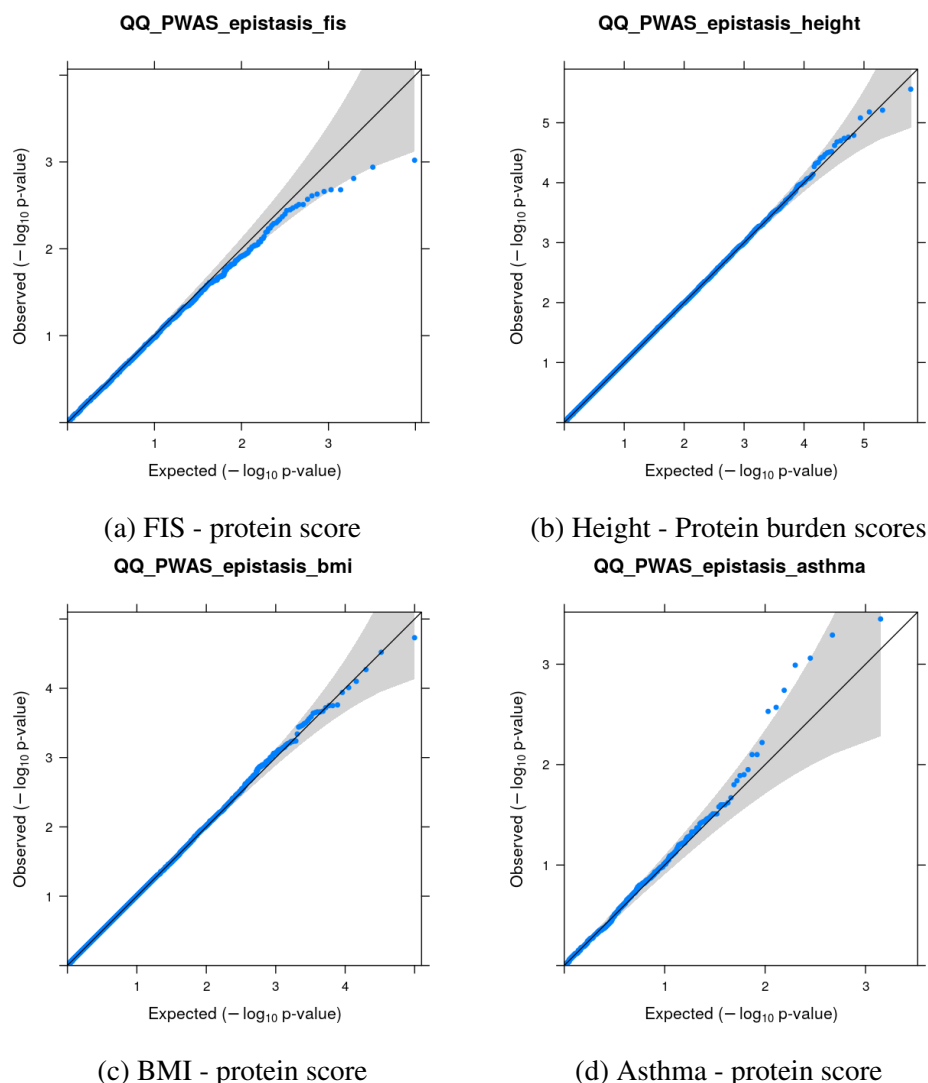 QQ_PWAS_epistasis_fis
Observed (− log10 p-value)
3
2
1
1 2 3
Expected (− log10 p-value)
(a) FIS - protein score
QQ_PWAS_epistasis_height
Observed (− log10 p-value)
5
4
3
2
1
1 2 3 4 5
Expected (− log10 p-value)
(b) Height - Protein burden scores
QQ_PWAS_epistasis_bmi
Observed (− log10 p-value)
4
3
2
1
1 2 3 4
Expected (− log10 p-value)
(c) BMI - protein score
QQ_PWAS_epistasis_asthma
Observed (− log10 p-value)
3
2
1
1 2 3
Expected (− log10 p-value)
(d) Asthma - protein score